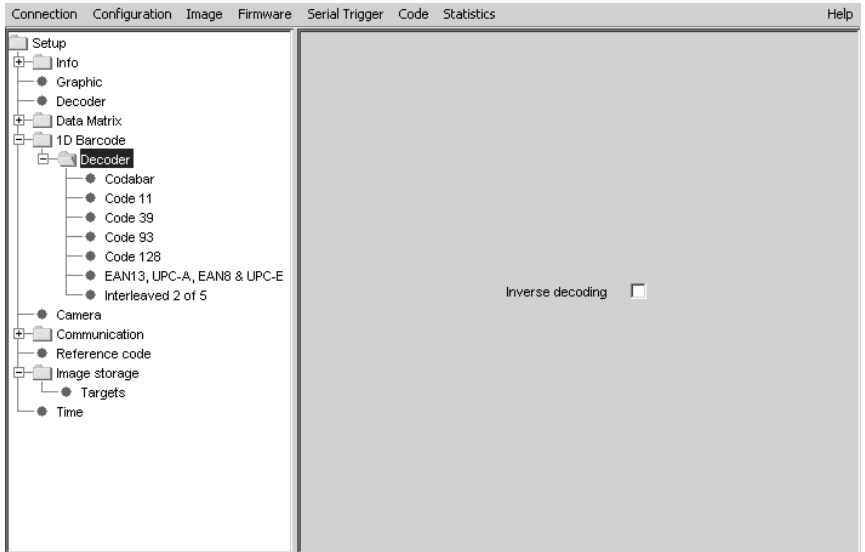 Connection Configuration Image Firmware Serial Trigger Code Statistics Help
Setup
Info
Graphic
Decoder
Data Matrix
1D Barcode
Decoder
Codabar
Code 11
Code 39
Code 93
Code 128
EAN13, UPC-A, EAN8 & UPC-E
Interleaved 2 of 5
Inverse decoding
Camera
Communication
Reference code
Image storage
Targets
Time